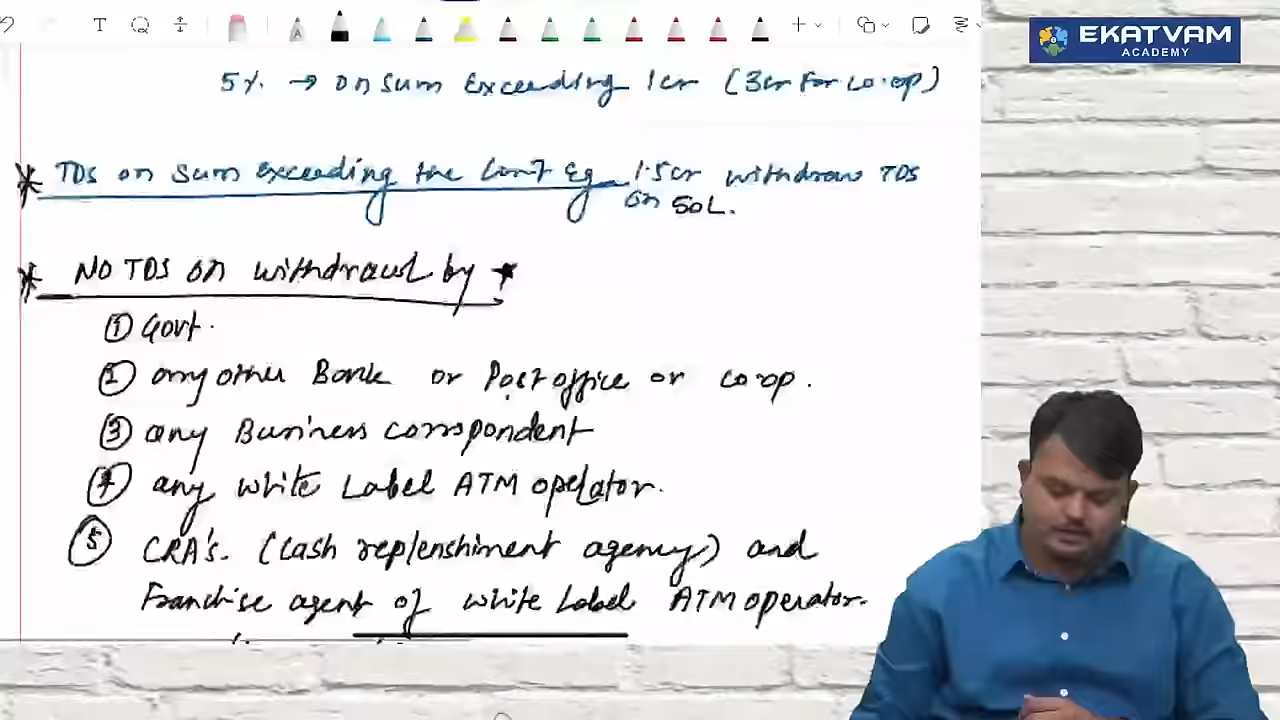 EKATVAM
ACADEMY
5% → on sum exceeding 1cr (3cr for co-op)
* TDS on sum exceeding the limit Eg 1.5cr withdraw TDS
on 50L.
* NO TDS on withdrawl by *
① Govt.
② any other Bank or Post office or co-op.
③ any Business corrspondent
④ any white Label ATM operator.
⑤ CRA's. (cash replenshiment agency) and
Franchise agent of white Label ATM operator.